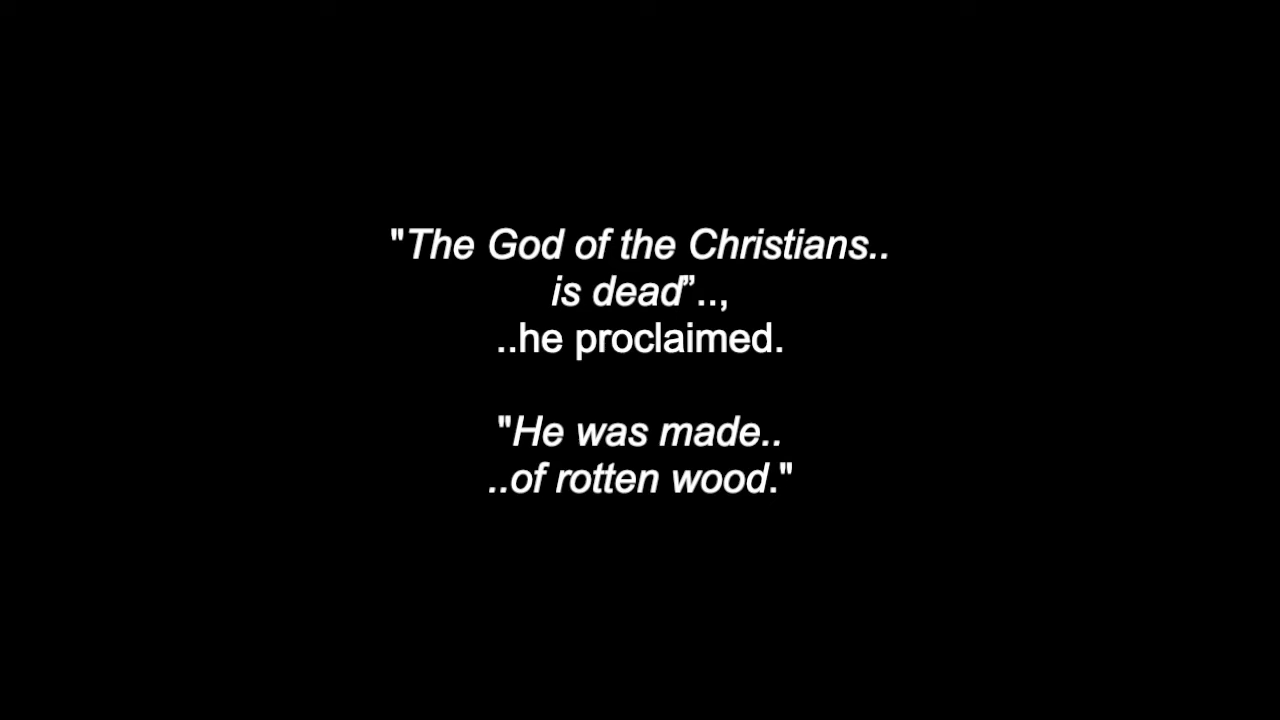 "The God of the Christians..
is dead”..,
..he proclaimed.
"He was made..
..of rotten wood."